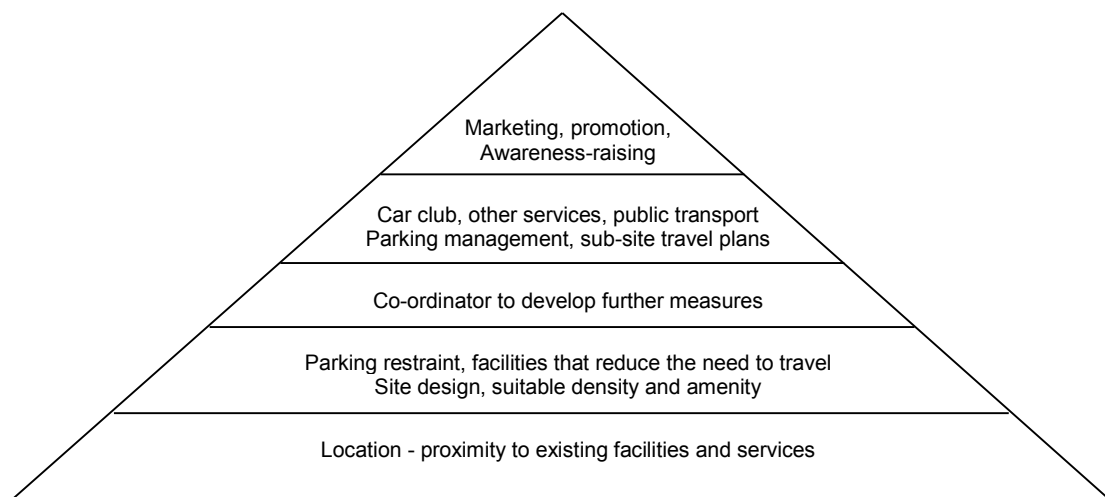 Marketing, promotion,
Awareness-raising
Car club, other services, public transport
Parking management, sub-site travel plans
Co-ordinator to develop further measures
Parking restraint, facilities that reduce the need to travel
Site design, suitable density and amenity
Location - proximity to existing facilities and services